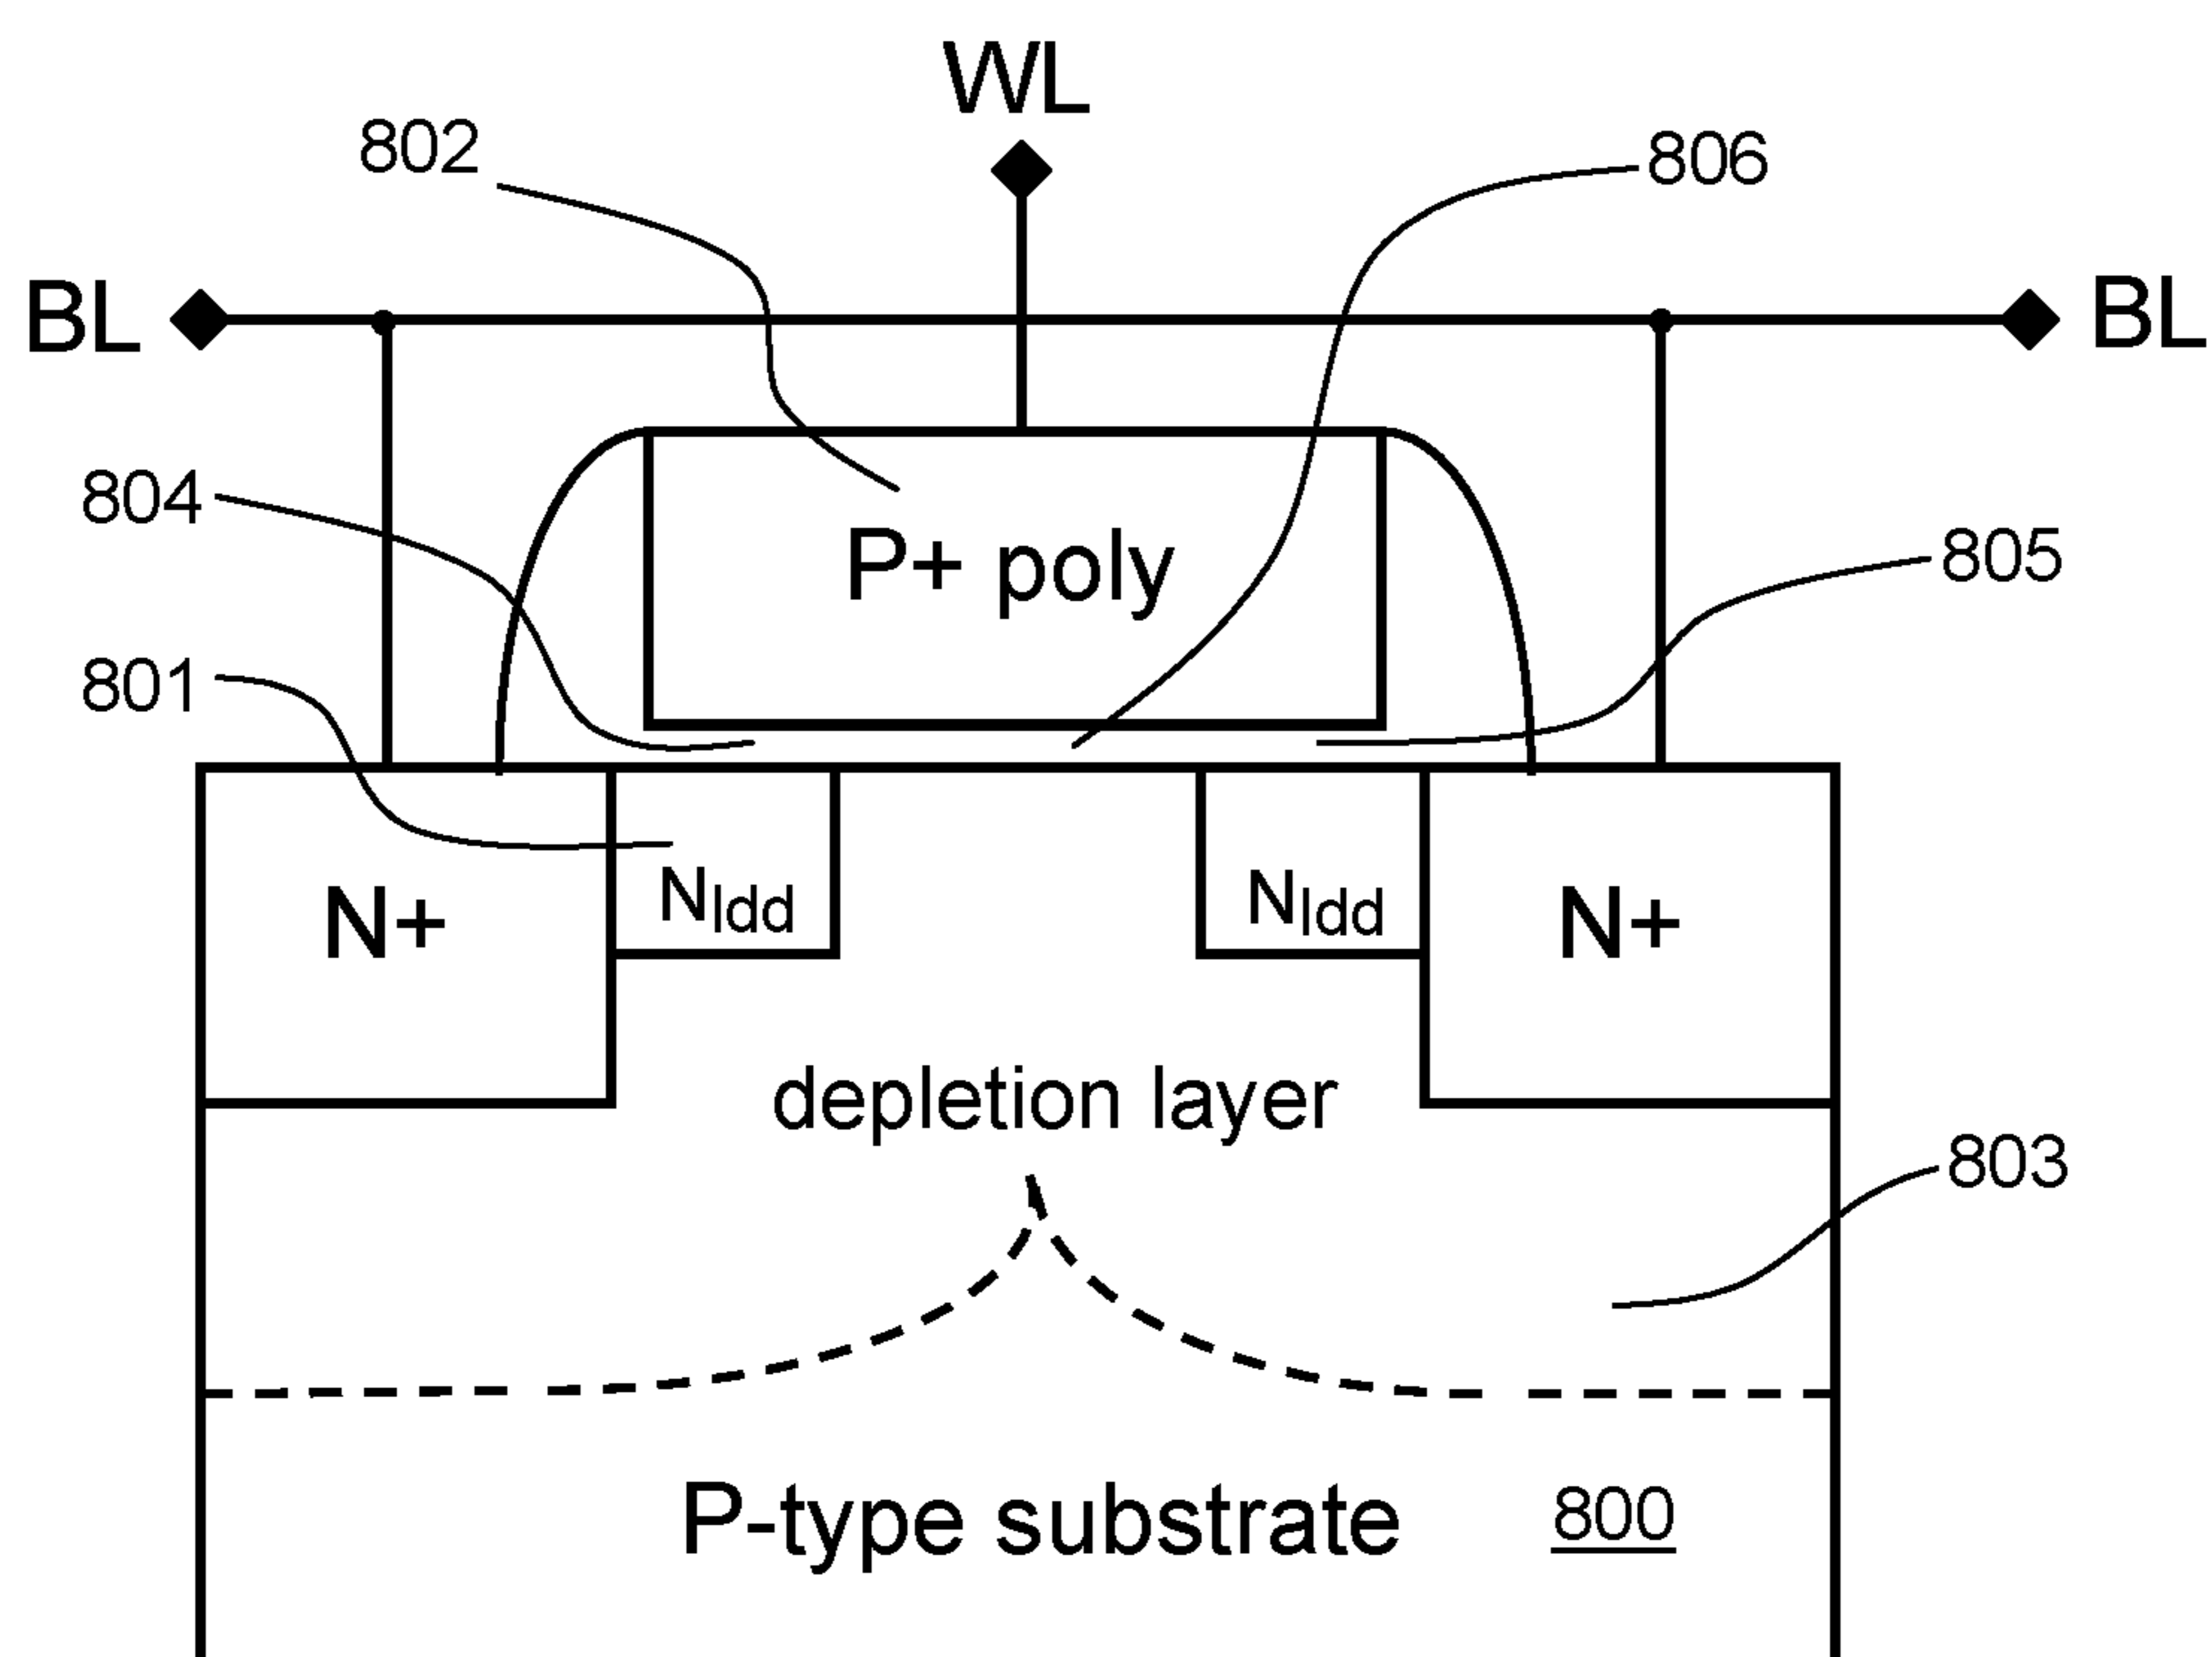 WL
802
806
BL
BL
804
P+ poly
805
801
N+
Nldd
Nldd
N+
depletion layer
803
P-type substrate
800